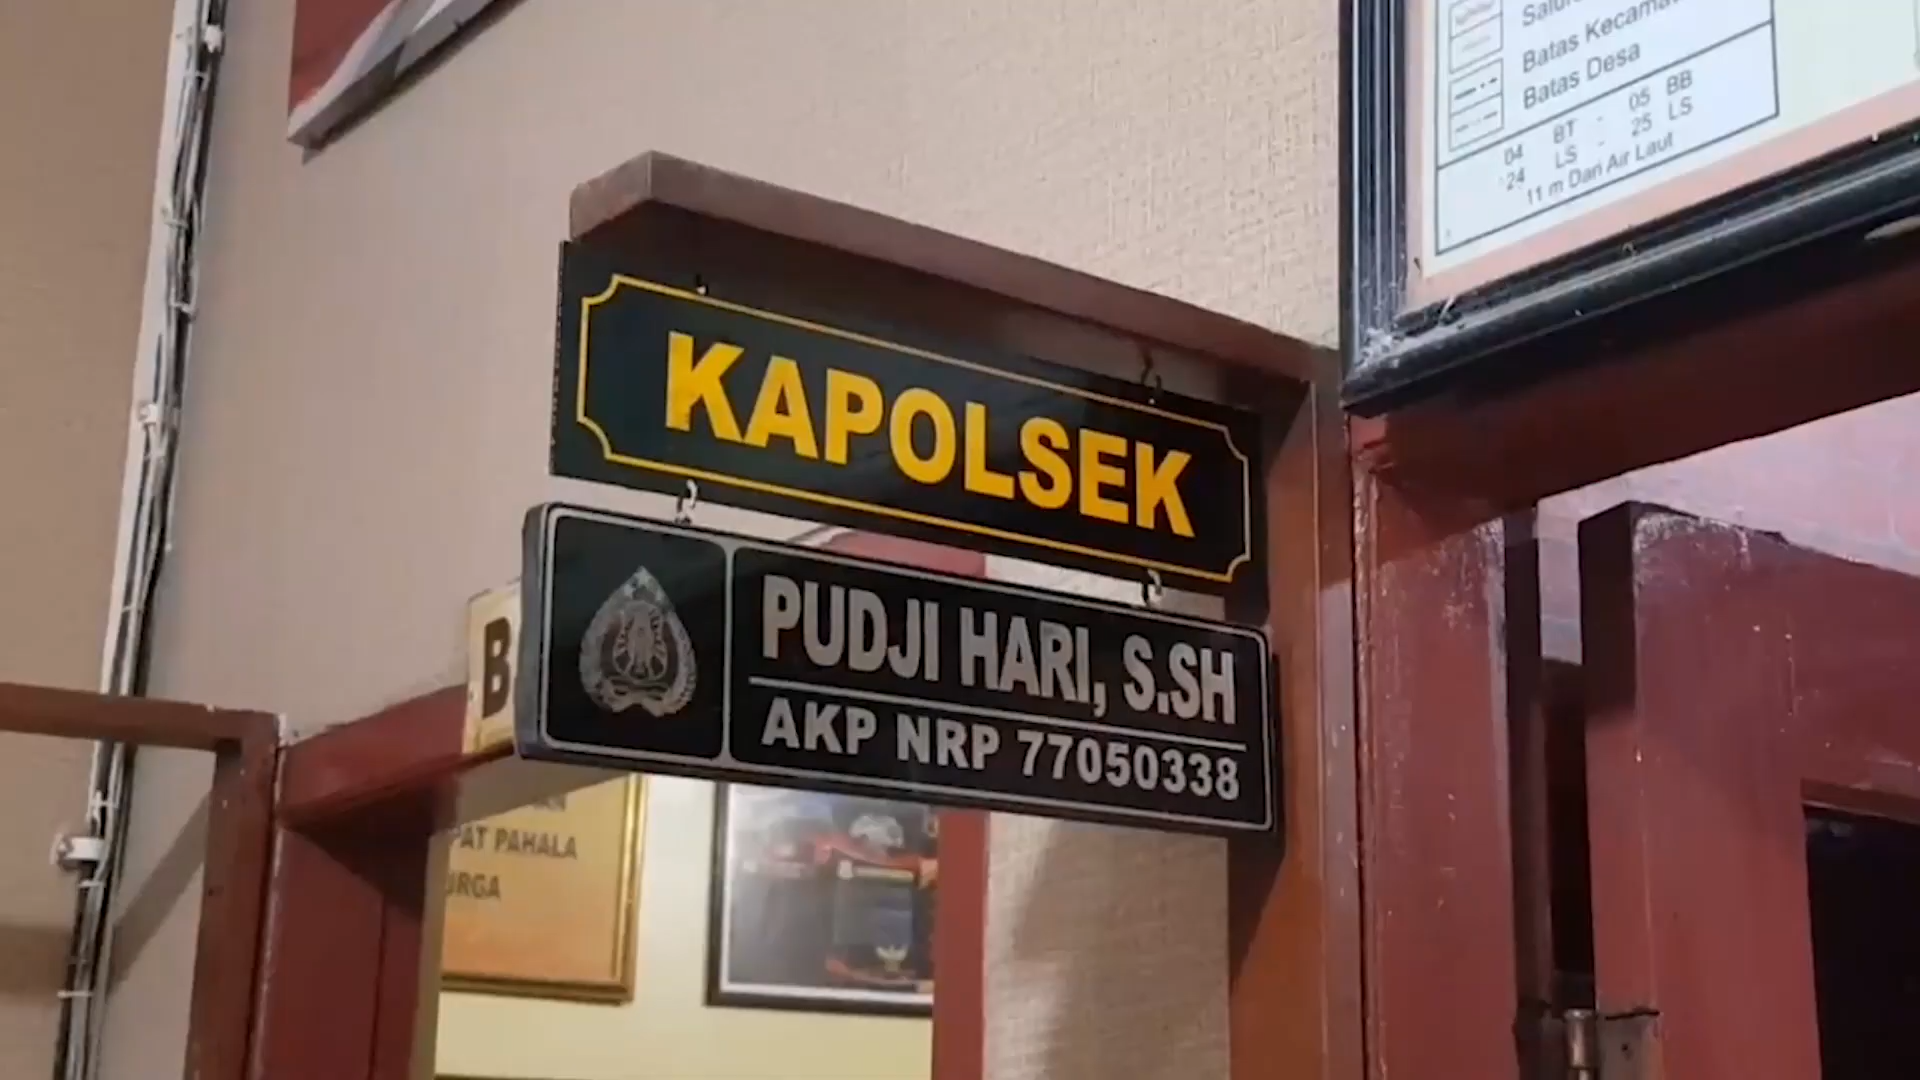 Batas Kecama
Batas Desa
04 BT - 05 BB
24 LS - 25 LS
11 m Dari Air Laut
KAPOLSEK
PUDJI HARI, S.SH
AKP NRP 77050338
B
PAT PAHALA
URGA